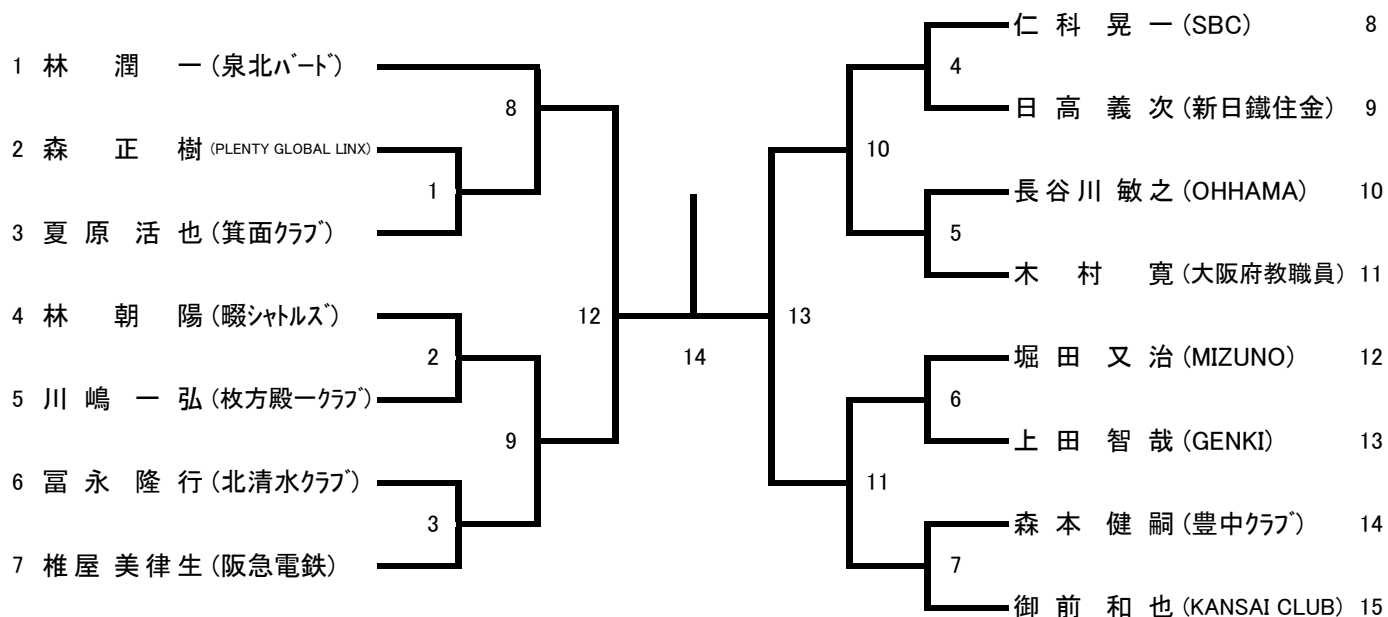 1 林 潤 一 (泉北ﾊﾞｰﾄﾞ)
2 森 正 樹 (PLENTY GLOBAL LINX)
3 夏 原 活 也 (箕面ｸﾗﾌﾞ)
4 林 朝 陽 (畷ｼｬﾄﾙｽﾞ)
5 川 嶋 一 弘 (枚方殿一ｸﾗﾌﾞ)
6 冨 永 隆 行 (北清水ｸﾗﾌﾞ)
7 椎 屋 美 律 生 (阪急電鉄)
8
1
2
9
3
12
14
13
10
11
4
5
6
7
仁 科 晃 一 (SBC) 8
日 高 義 次 (新日鐵住金) 9
長 谷 川 敏 之 (OHHAMA) 10
木 村 寛 (大阪府教職員) 11
堀 田 又 治 (MIZUNO) 12
上 田 智 哉 (GENKI) 13
森 本 健 嗣 (豊中ｸﾗﾌﾞ) 14
御 前 和 也 (KANSAI CLUB) 15